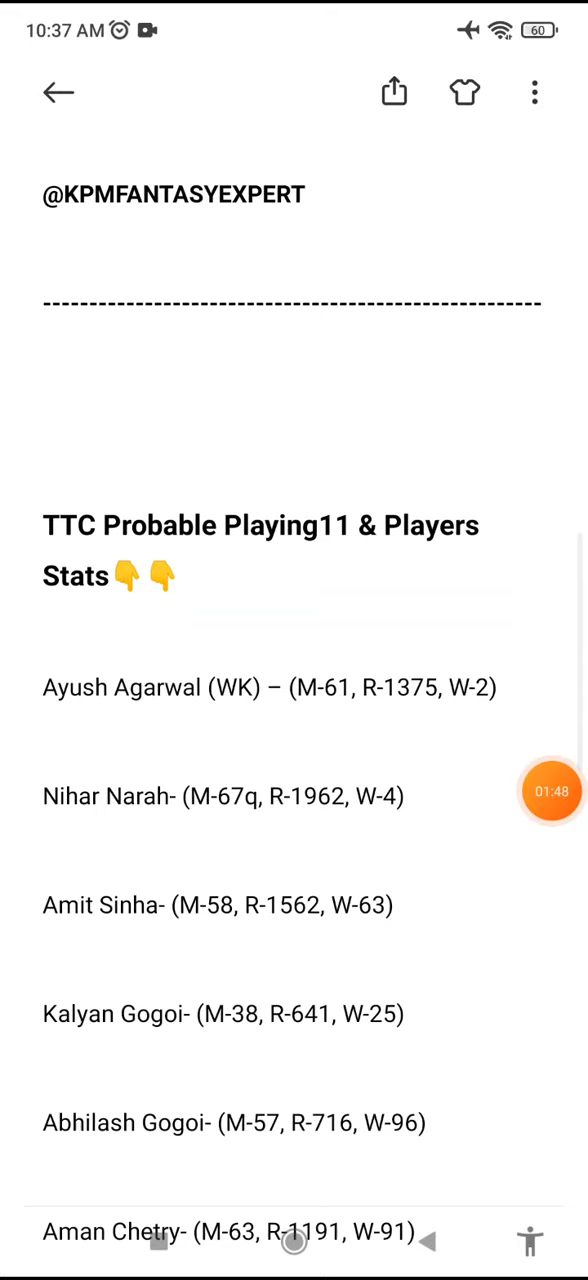 10:37 AM
60
@KPMFANTASYEXPERT
-----------------------------------------------------
TTC Probable Playing11 & Players
Stats👇👇
Ayush Agarwal (WK) – (M-61, R-1375, W-2)
Nihar Narah- (M-67q, R-1962, W-4)
01:48
Amit Sinha- (M-58, R-1562, W-63)
Kalyan Gogoi- (M-38, R-641, W-25)
Abhilash Gogoi- (M-57, R-716, W-96)
Aman Chetry- (M-63, R-1191, W-91)